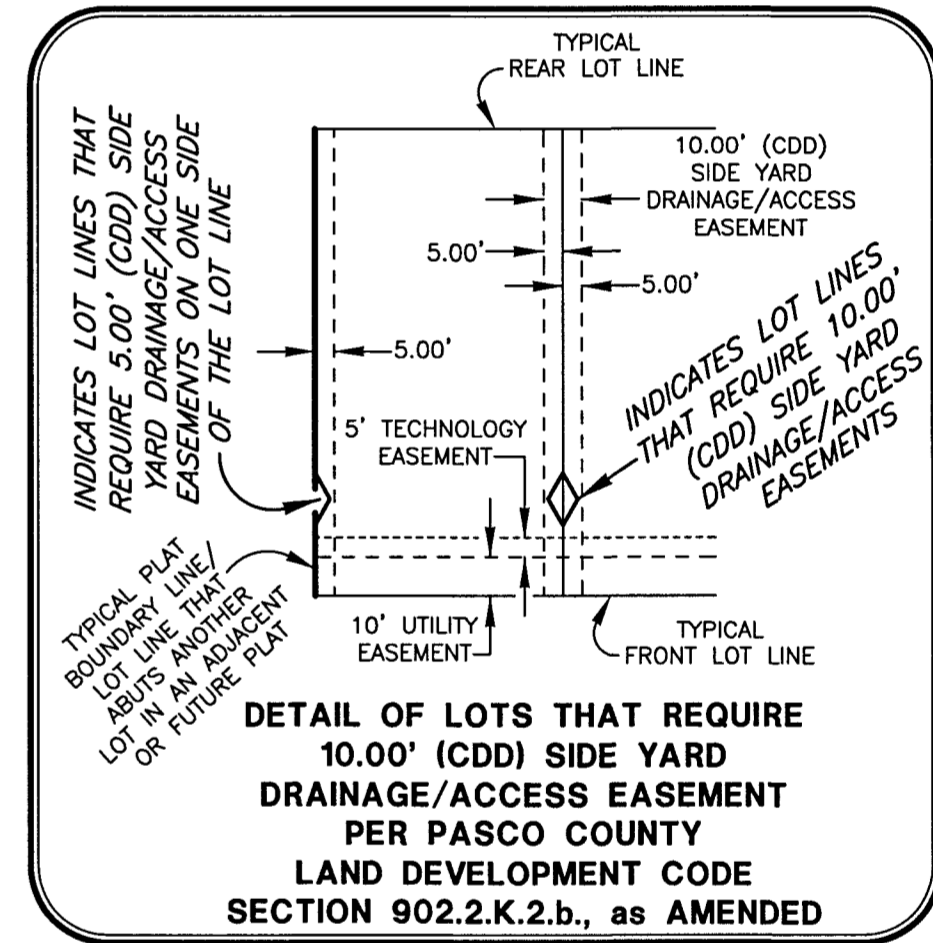 TYPICAL
REAR LOT LINE
INDICATES LOT LINES THAT
REQUIRE 5.00' (CDD) SIDE
YARD DRAINAGE/ACCESS
EASEMENTS ON ONE SIDE
OF THE LOT LINE
10.00' (CDD)
SIDE YARD
DRAINAGE/ACCESS
EASEMENT
5.00'
5.00'
5.00'
INDICATES LOT LINES
THAT REQUIRE 10.00'
(CDD) SIDE YARD
DRAINAGE/ACCESS
EASEMENTS
5' TECHNOLOGY
EASEMENT
TYPICAL PLAT
BOUNDARY LINE/
LOT LINE THAT
ABUTS ANOTHER
LOT IN AN ADJACENT
OR FUTURE PLAT
10' UTILITY
EASEMENT
TYPICAL
FRONT LOT LINE
DETAIL OF LOTS THAT REQUIRE
10.00' (CDD) SIDE YARD
DRAINAGE/ACCESS EASEMENT
PER PASCO COUNTY
LAND DEVELOPMENT CODE
SECTION 902.2.K.2.b., as AMENDED